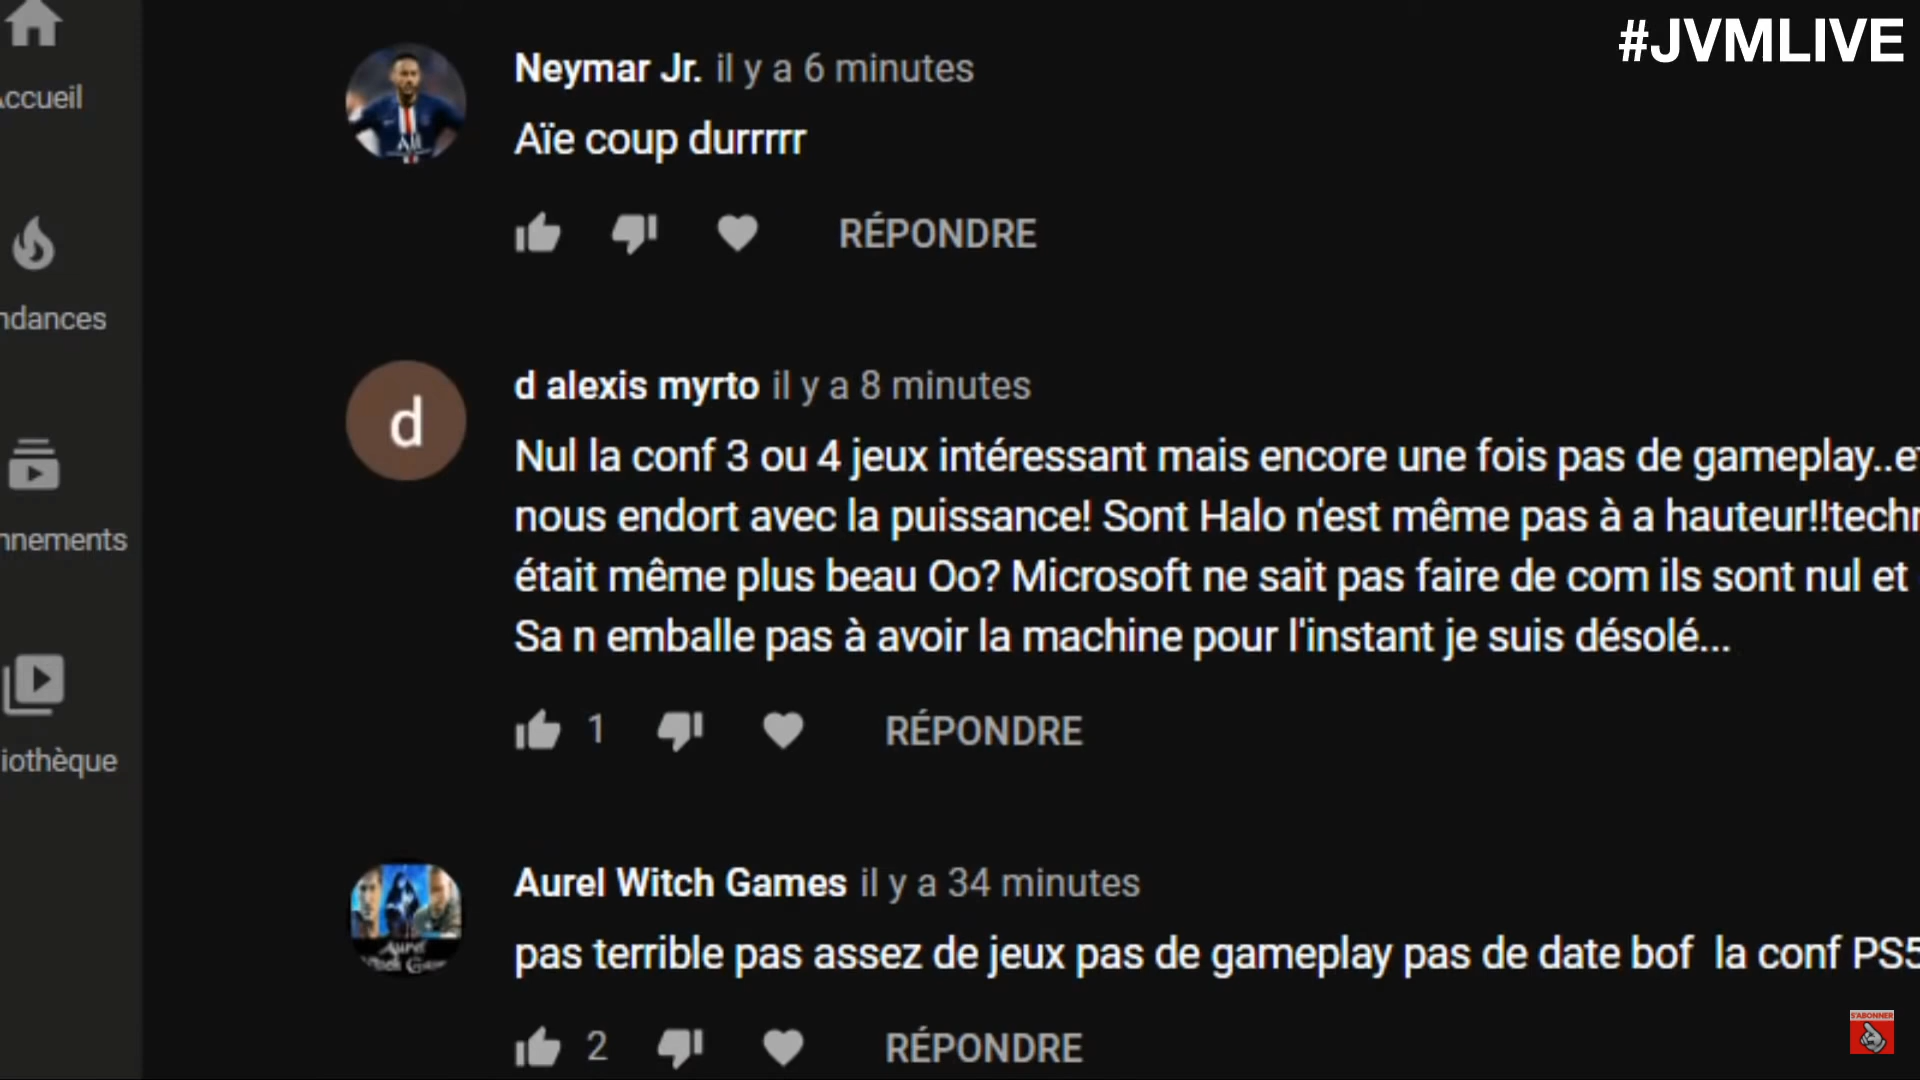 #JVMLIVE
Accueil
ndances
nnements
iothèque
Neymar Jr. il y a 6 minutes
Aïe coup durrrrr
RÉPONDRE
d
d alexis myrto il y a 8 minutes
Nul la conf 3 ou 4 jeux intéressant mais encore une fois pas de gameplay..et
nous endort avec la puissance! Sont Halo n'est même pas à a hauteur!!techn
était même plus beau Oo? Microsoft ne sait pas faire de com ils sont nul et
Sa n emballe pas à avoir la machine pour l'instant je suis désolé...
1 RÉPONDRE
Aurel Witch Games il y a 34 minutes
pas terrible pas assez de jeux pas de gameplay pas de date bof la conf PS5
2 RÉPONDRE
Aurel
Witch Games
S'ABONNER